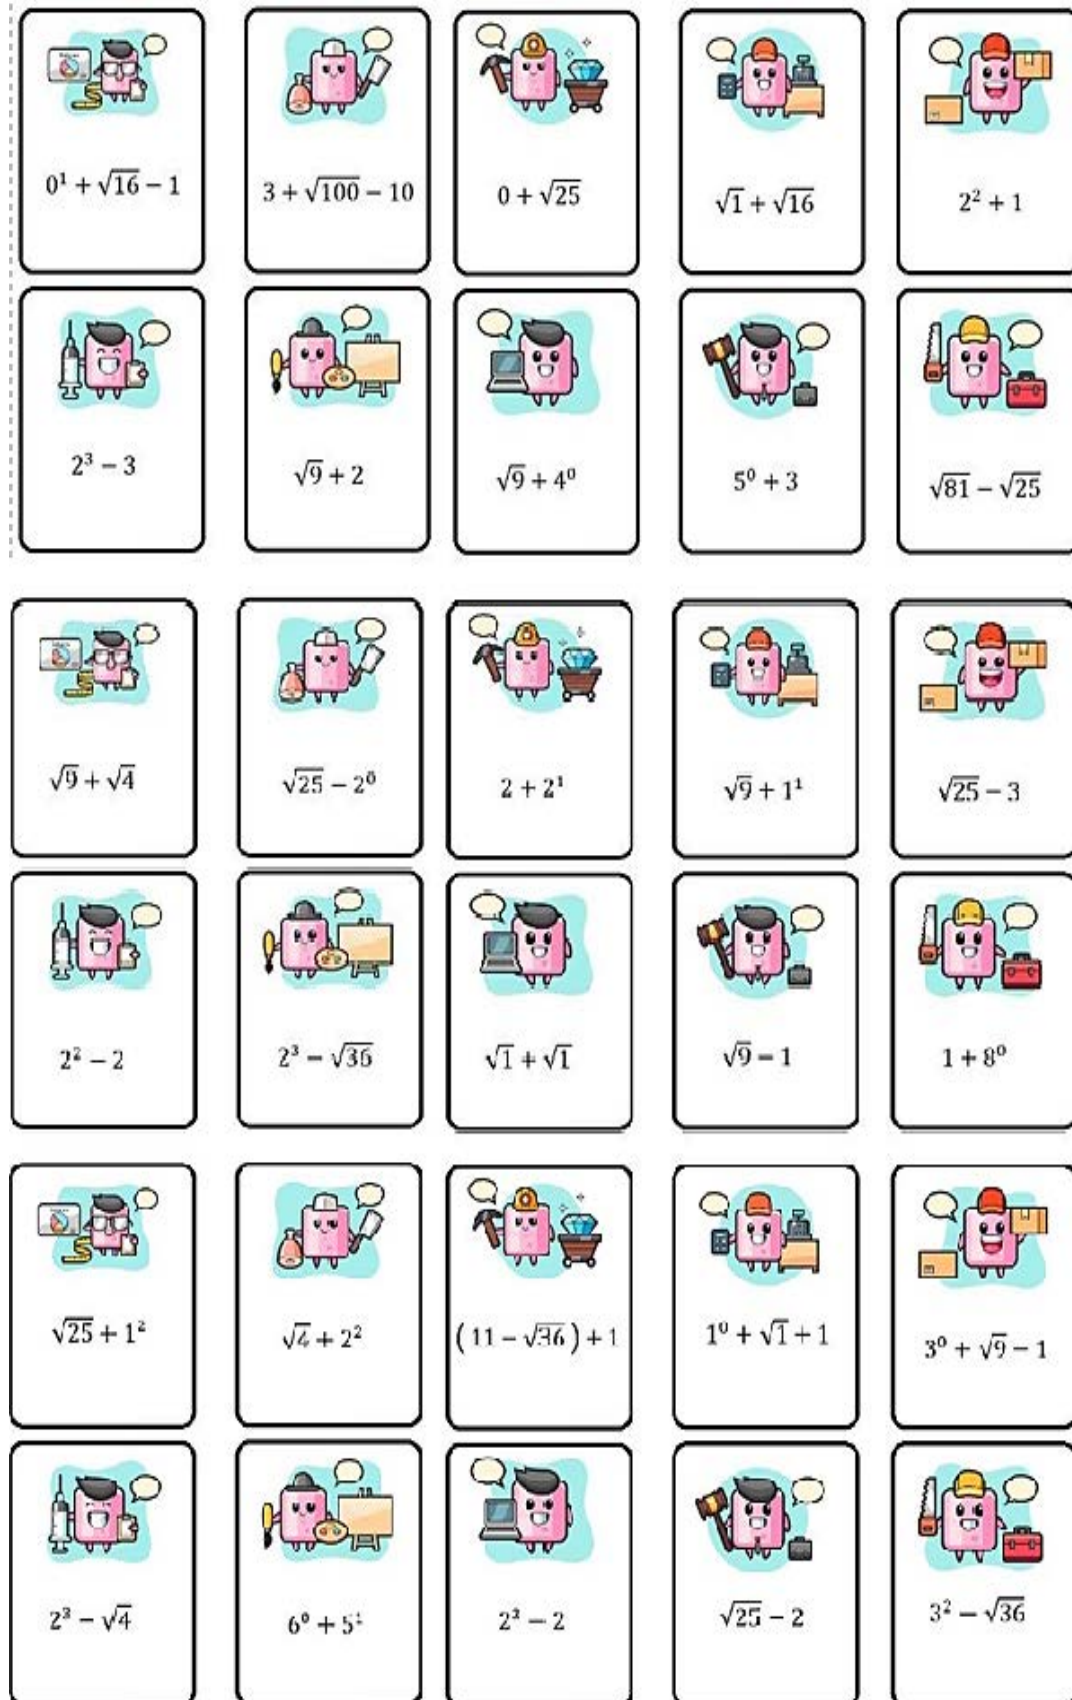 0¹ + √16 − 1
3 + √100 − 10
0 + √25
√1 + √16
2² + 1
2³ − 3
√9 + 2
√9 + 4⁰
5⁰ + 3
√81 − √25
√9 + √4
√25 − 2⁰
2 + 2¹
√9 + 1¹
√25 − 3
2² − 2
2³ − √36
√1 + √1
√9 − 1
1 + 8⁰
√25 + 1²
√4 + 2²
(11 − √36) + 1
1⁰ + √1 + 1
3⁰ + √9 − 1
2³ − √4
6⁰ + 5¹
2² − 2
√25 − 2
3² − √36